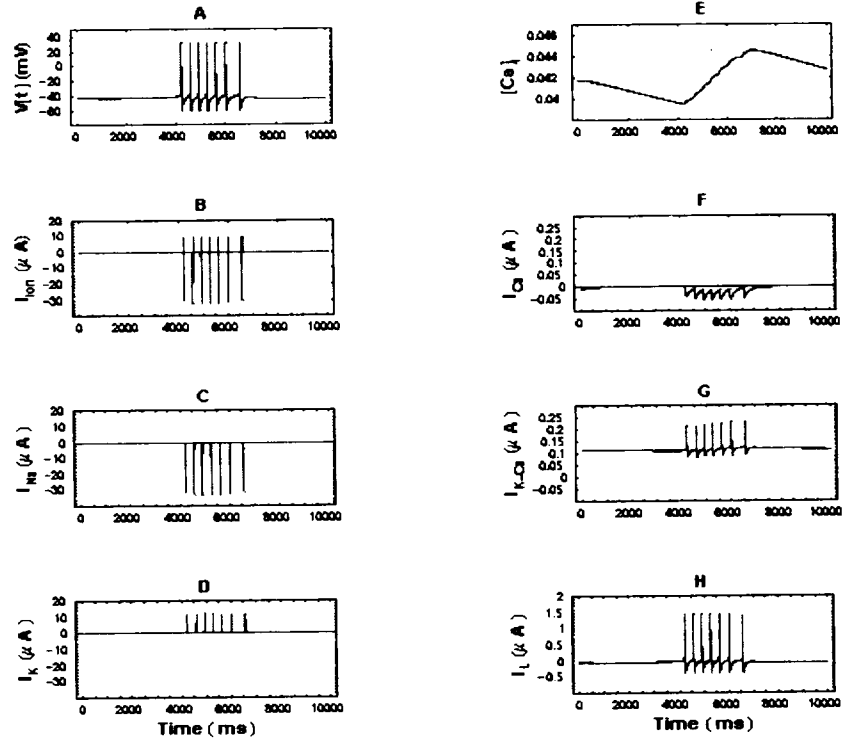 A
V(t) (mV)
60
40
20
0
−20
−40
−60
0 2000 4000 6000 8000 10000
B
I_Ion (μA)
20
10
0
−10
−20
−30
0 2000 4000 6000 8000 10000
C
I_Na (μA)
20
10
0
−10
−20
−30
0 2000 4000 6000 8000 10000
D
I_K (μA)
20
10
0
−10
−20
−30
0 2000 4000 6000 8000 10000
Time (ms)
E
[Ca]_i
0.046
0.044
0.042
0.04
0 2000 4000 6000 8000 10000
F
I_Ca (μA)
0.25
0.2
0.15
0.1
0.05
0
−0.05
0 2000 4000 6000 8000 10000
G
I_K-Ca (μA)
0.25
0.2
0.15
0.1
0.05
0
−0.05
0 2000 4000 6000 8000 10000
H
I_L (μA)
2
1.5
1
0.5
0
−0.5
0 2000 4000 6000 8000 10000
Time (ms)